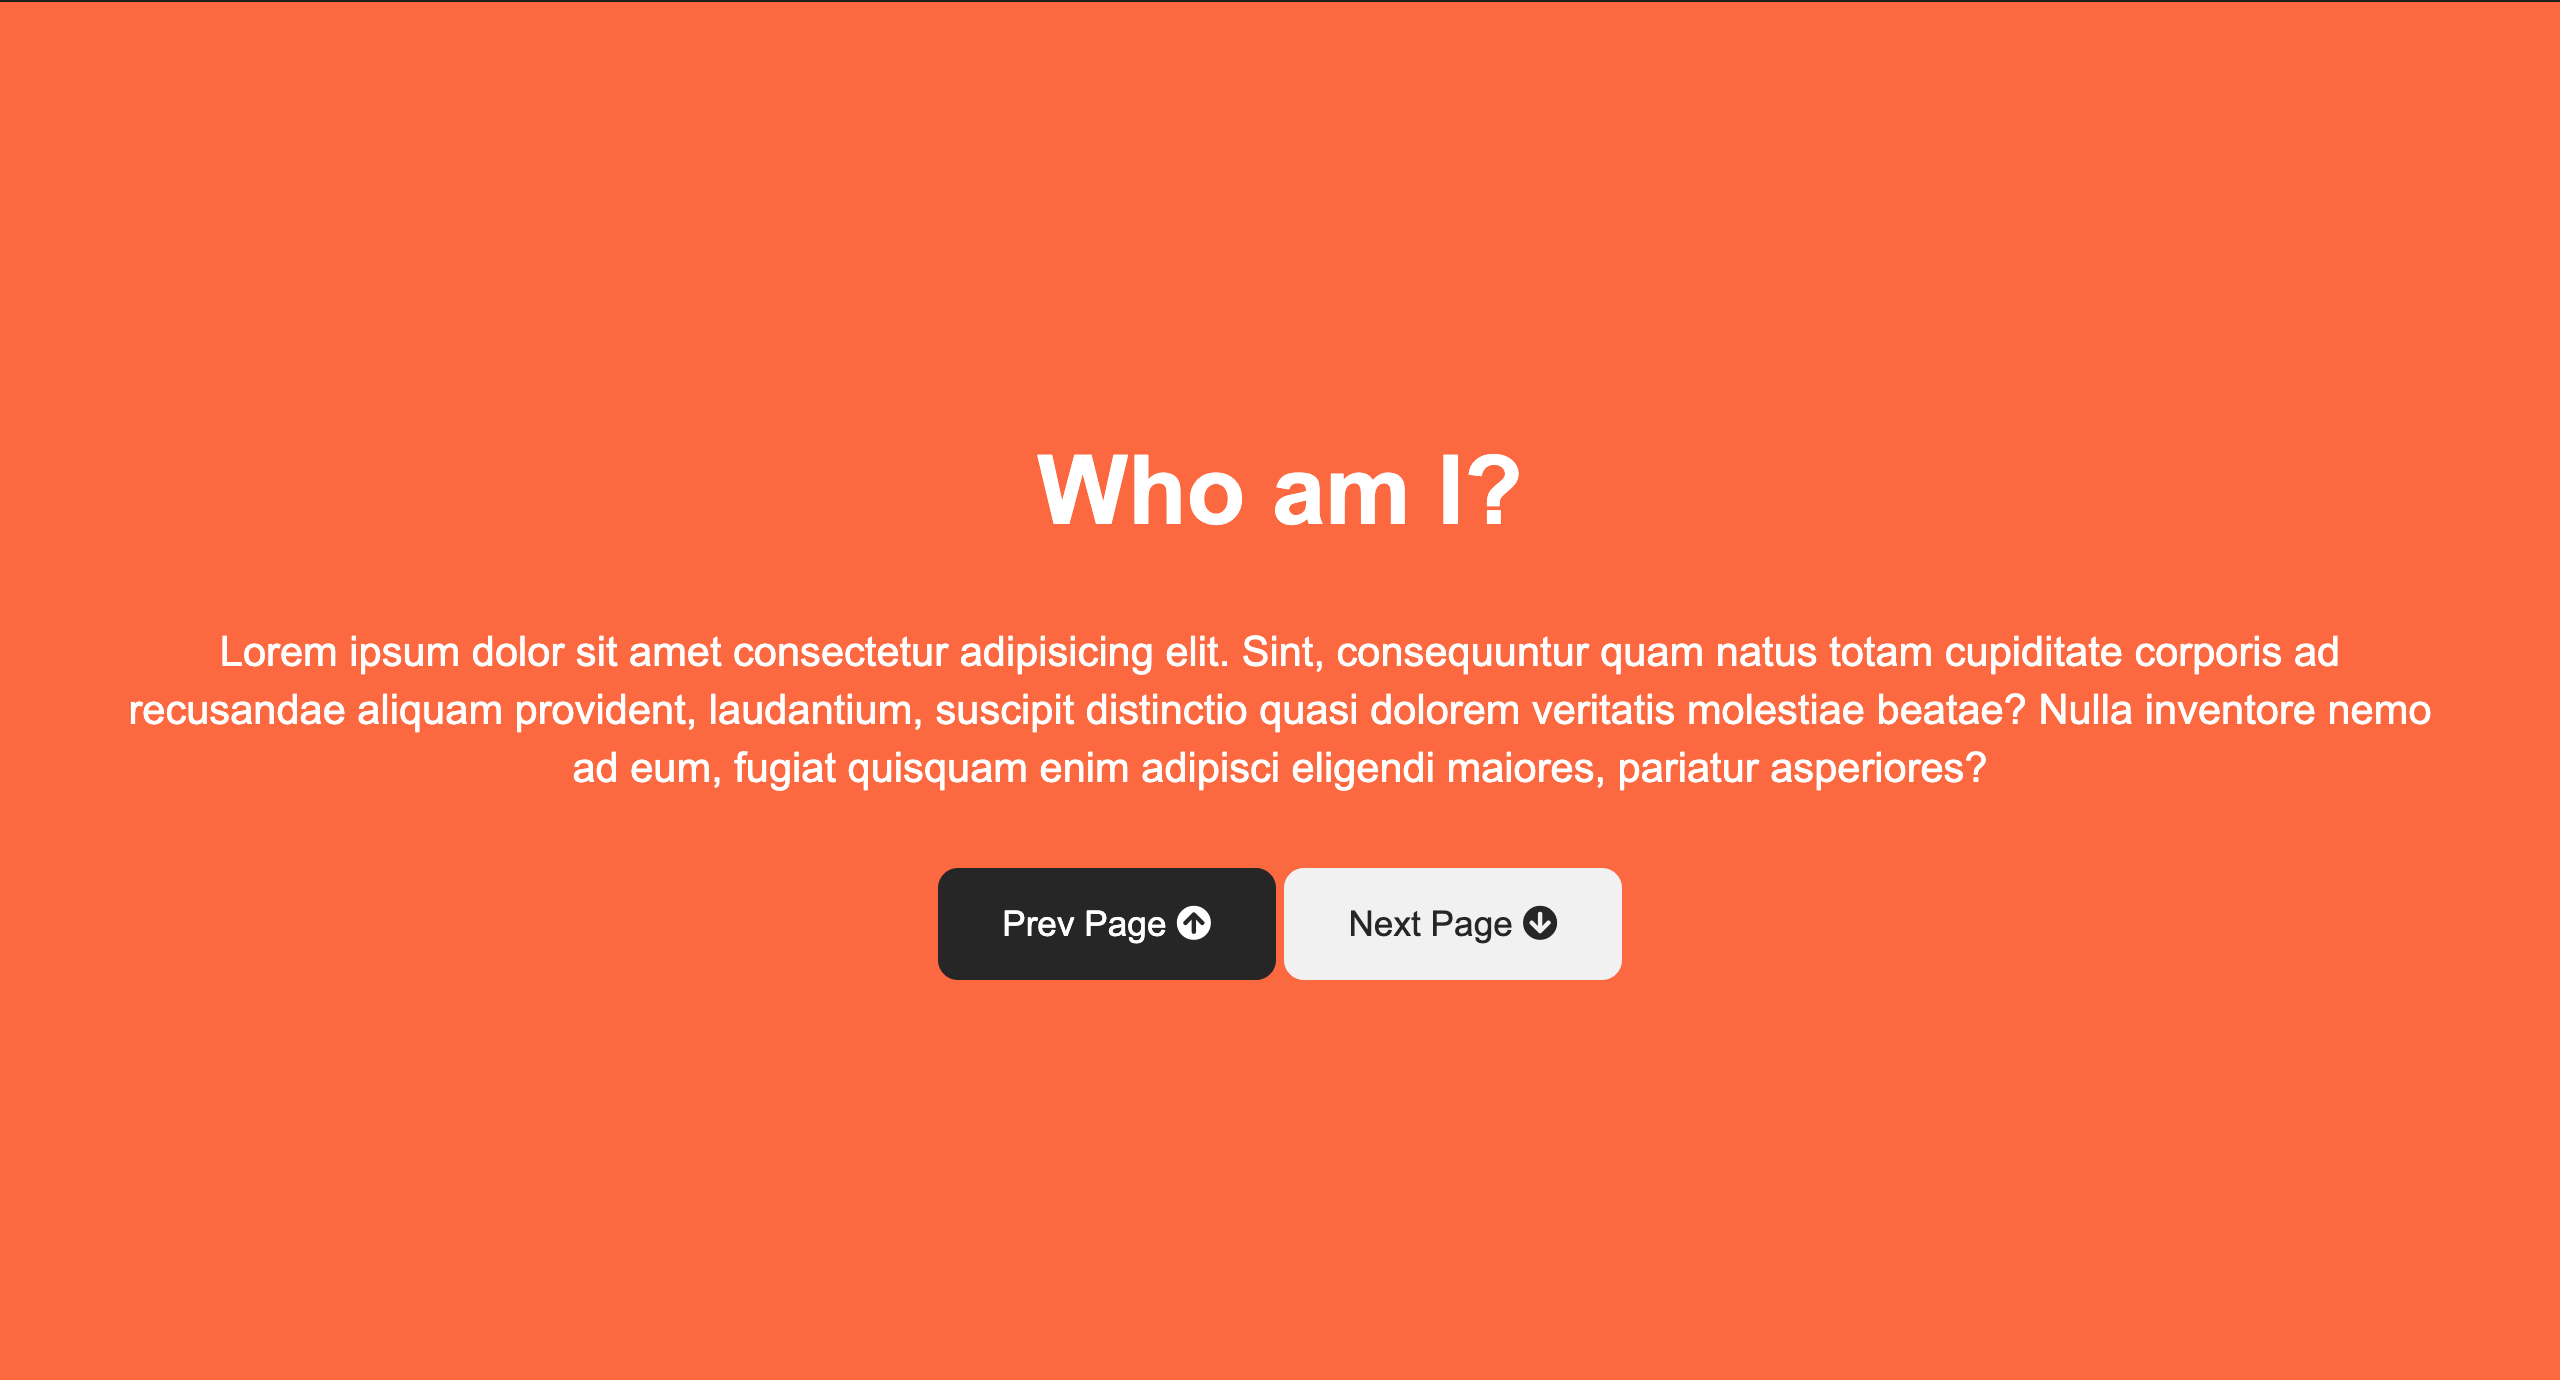 Who am I?
Lorem ipsum dolor sit amet consectetur adipisicing elit. Sint, consequuntur quam natus totam cupiditate corporis ad
recusandae aliquam provident, laudantium, suscipit distinctio quasi dolorem veritatis molestiae beatae? Nulla inventore nemo
ad eum, fugiat quisquam enim adipisci eligendi maiores, pariatur asperiores?
Prev Page
Next Page